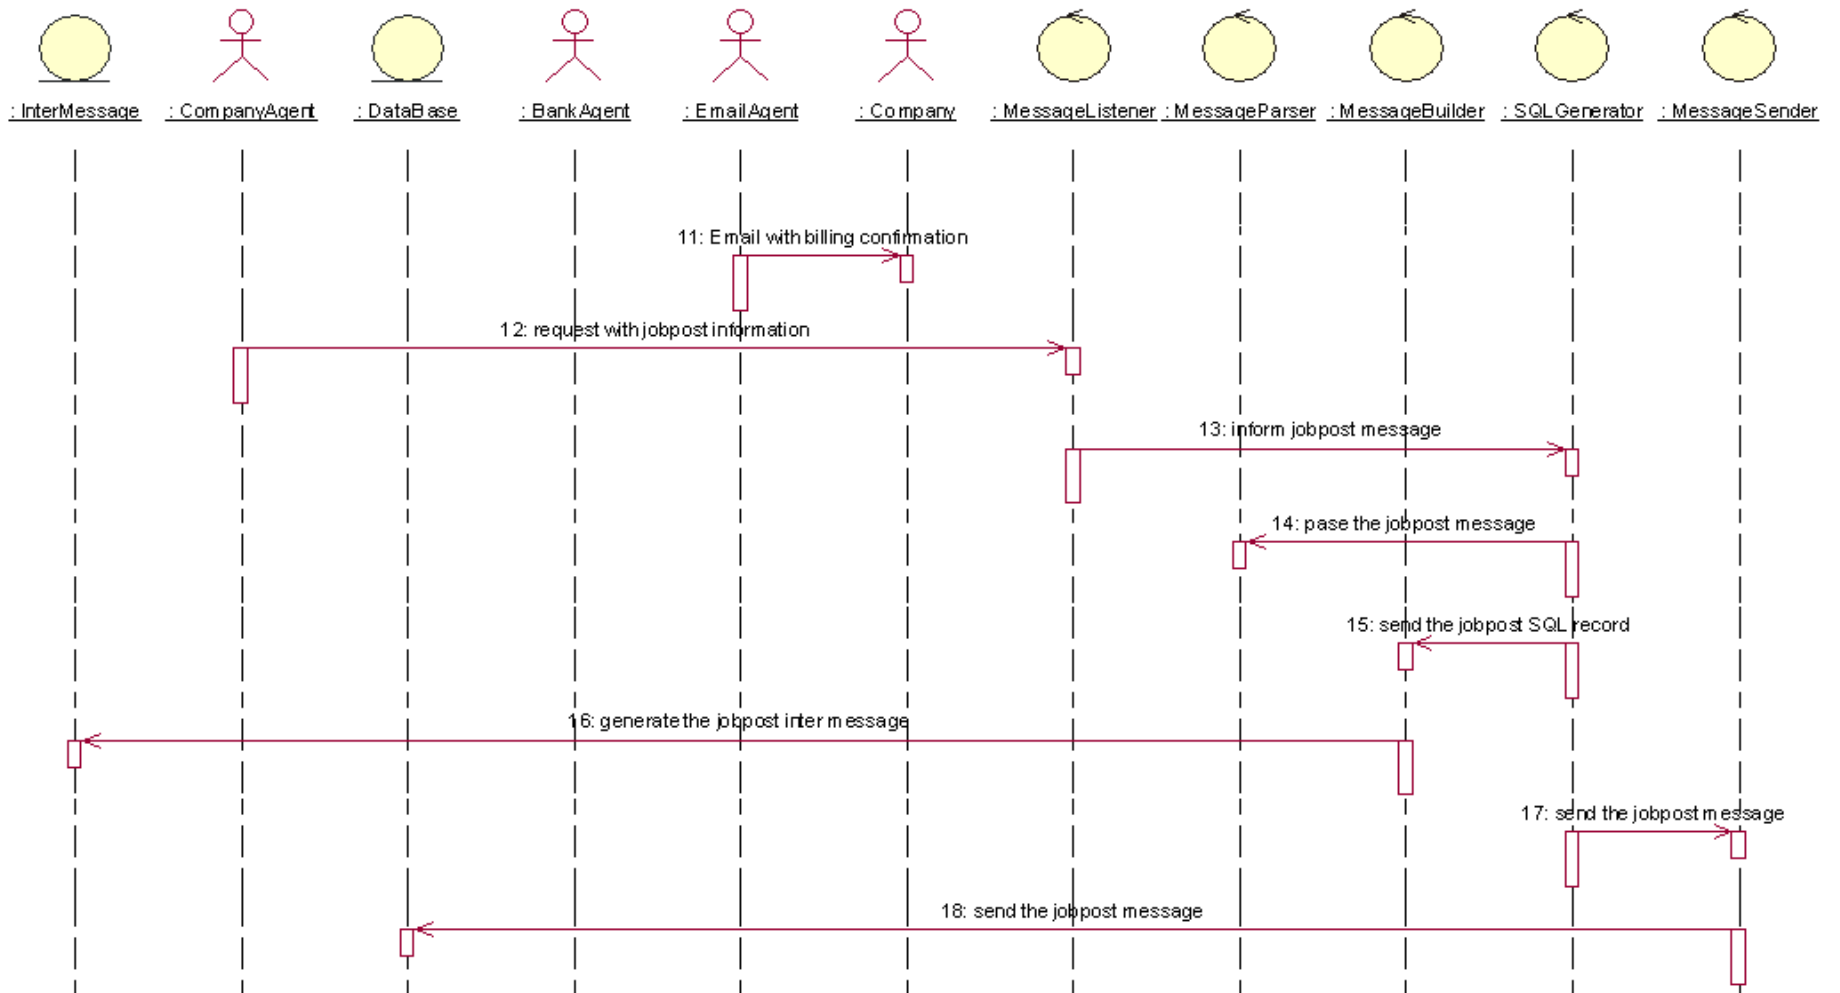 : InterMessage
: CompanyAgent
: DataBase
: BankAgent
: EmailAgent
: Company
: MessageListener
: MessageParser
: MessageBuilder
: SQLGenerator
: MessageSender
11: Email with billing confirmation
12: request with jobpost information
13: inform jobpost message
14: pase the jobpost message
15: send the jobpost SQL record
16: generate the jobpost inter message
17: send the jobpost message
18: send the jobpost message